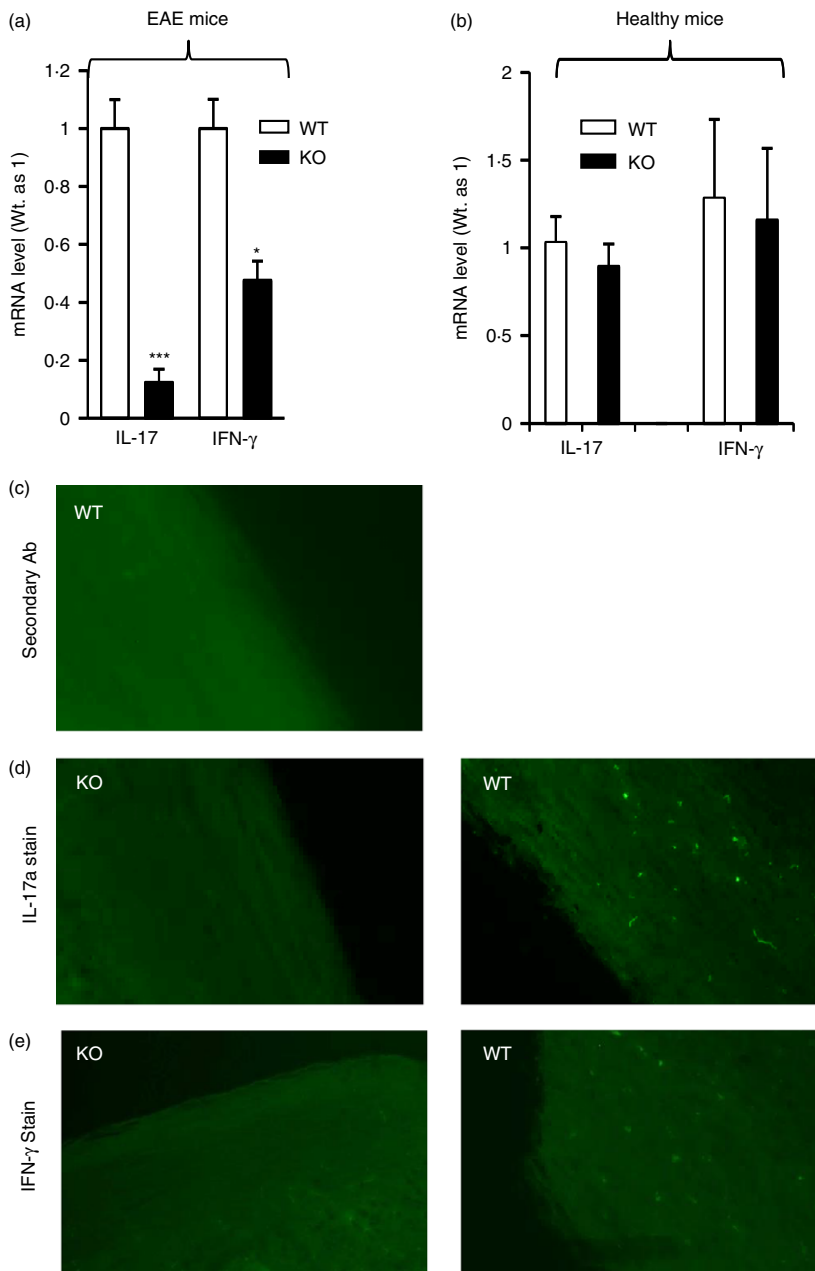 (a)
EAE mice
1·2
1
0·8
0·6
0·4
0·2
0
mRNA level (Wt. as 1)
WT
KO
***
*
IL-17
IFN-γ
(b)
Healthy mice
2
1·5
1
0·5
0
mRNA level (Wt. as 1)
WT
KO
IL-17
IFN-γ
(c)
Secondary Ab
WT
(d)
IL-17a stain
KO
WT
(e)
IFN-γ Stain
KO
WT